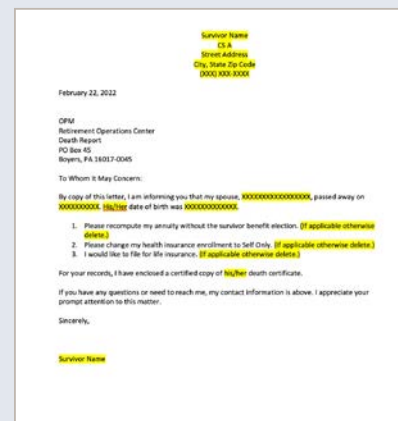 Survivor Name
CS A
Street Address
City, State Zip Code
(XXX) XXX-XXXX
February 22, 2022
OPM
Retirement Operations Center
Death Report
PO Box 45
Boyers, PA 16017-0045
To Whom It May Concern:
By copy of this letter, I am informing you that my spouse, XXXXXXXXXXXXXXXX, passed away on
XXXXXXXXXX. His/Her date of birth was XXXXXXXXXXXXX.
1. Please recompute my annuity without the survivor benefit election. (If applicable otherwise
delete.)
2. Please change my health insurance enrollment to Self Only. (If applicable otherwise delete.)
3. I would like to file for life insurance. (If applicable otherwise delete.)
For your records, I have enclosed a certified copy of his/her death certificate.
If you have any questions or need to reach me, my contact information is above. I appreciate your
prompt attention to this matter.
Sincerely,
Survivor Name